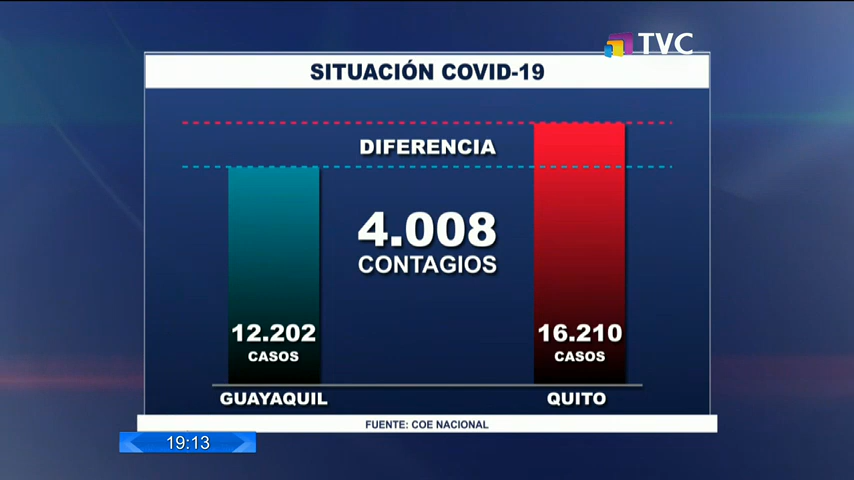 TVC
SITUACIÓN COVID-19
DIFERENCIA
4.008
CONTAGIOS
12.202
CASOS
16.210
CASOS
GUAYAQUIL
QUITO
FUENTE: COE NACIONAL
19:13